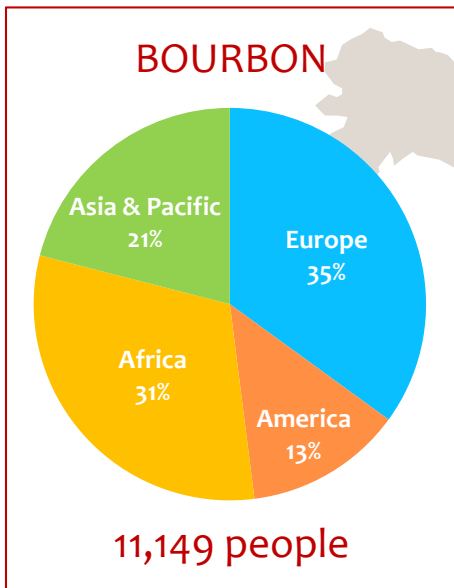 BOURBON
Asia & Pacific
21%
Europe
35%
Africa
31%
America
13%
11,149 people